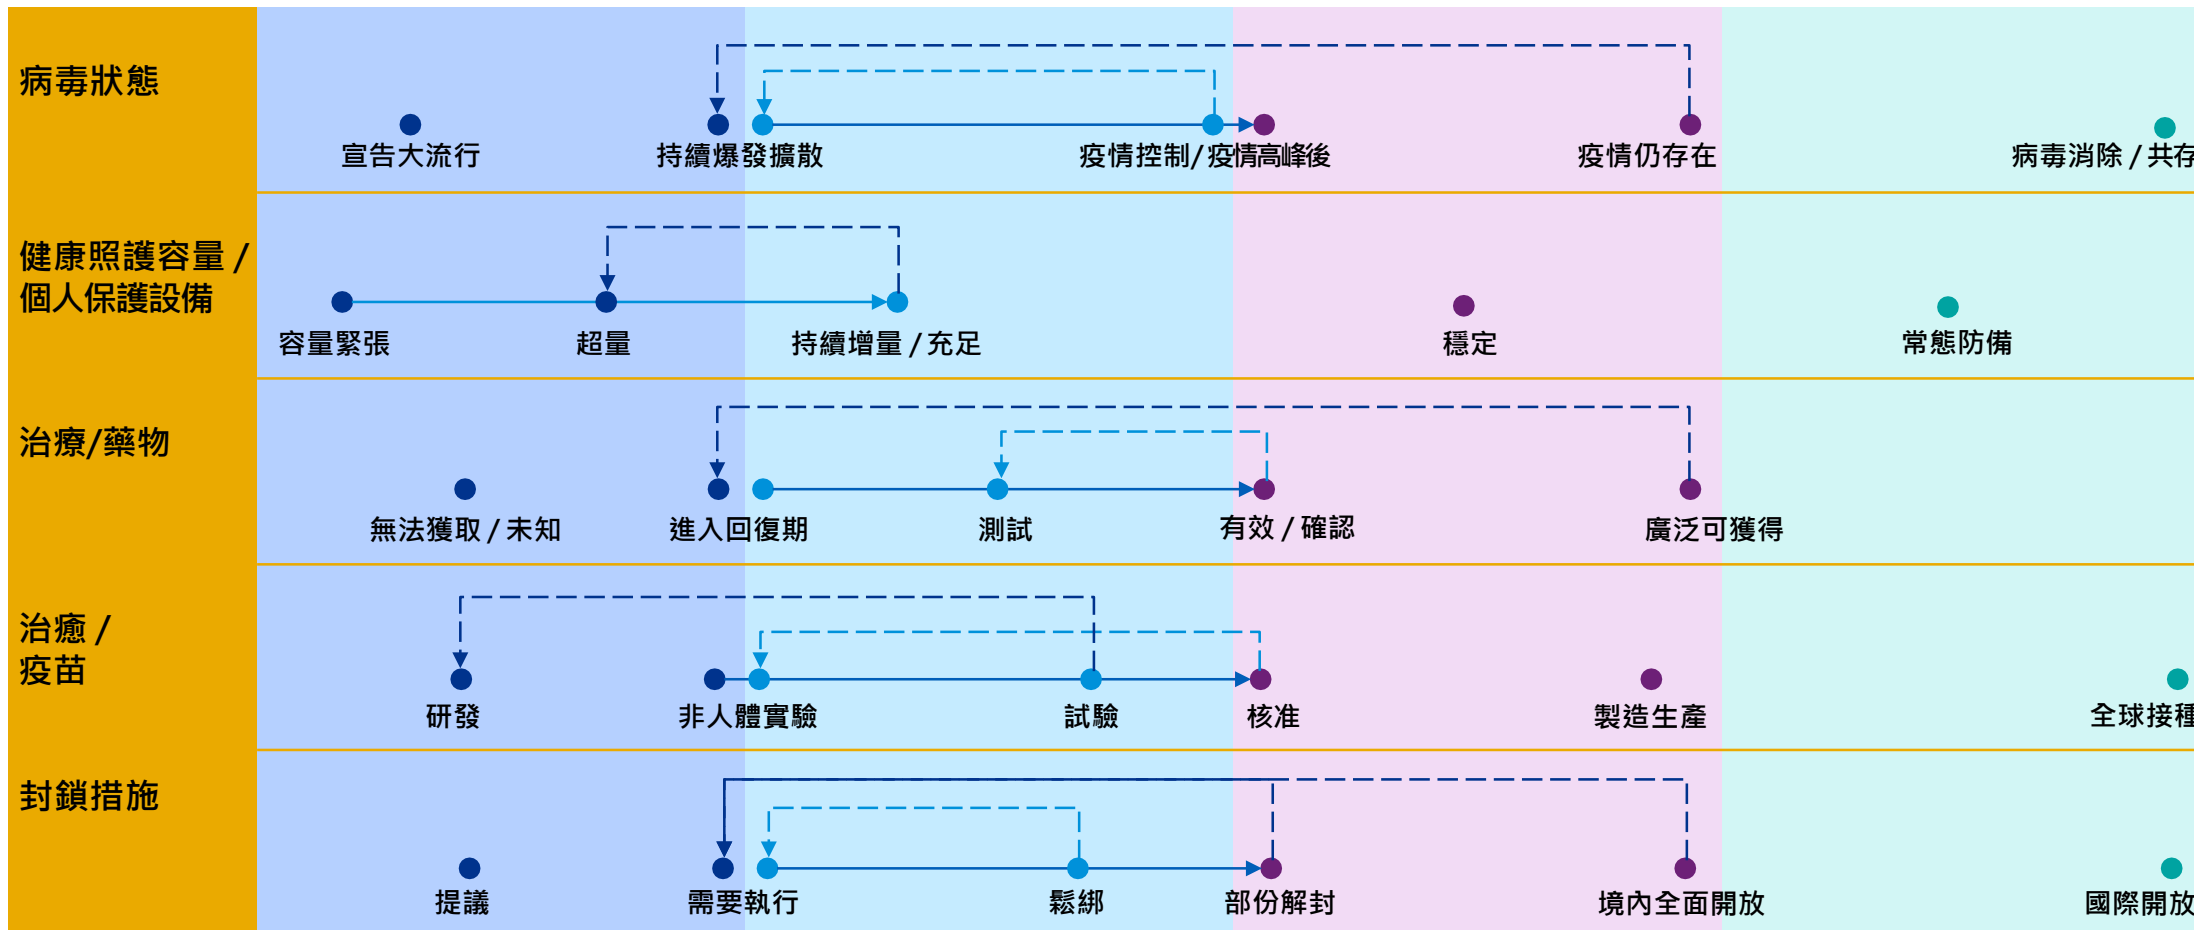 病毒狀態
宣告大流行
持續爆發擴散
疫情控制/疫情高峰後
疫情仍存在
病毒消除 / 共存
健康照護容量 /
個人保護設備
容量緊張
超量
持續增量 / 充足
穩定
常態防備
治療/藥物
無法獲取 / 未知
進入回復期
測試
有效 / 確認
廣泛可獲得
治癒 /
疫苗
研發
非人體實驗
試驗
核准
製造生產
全球接種
封鎖措施
提議
需要執行
鬆綁
部份解封
境內全面開放
國際開放